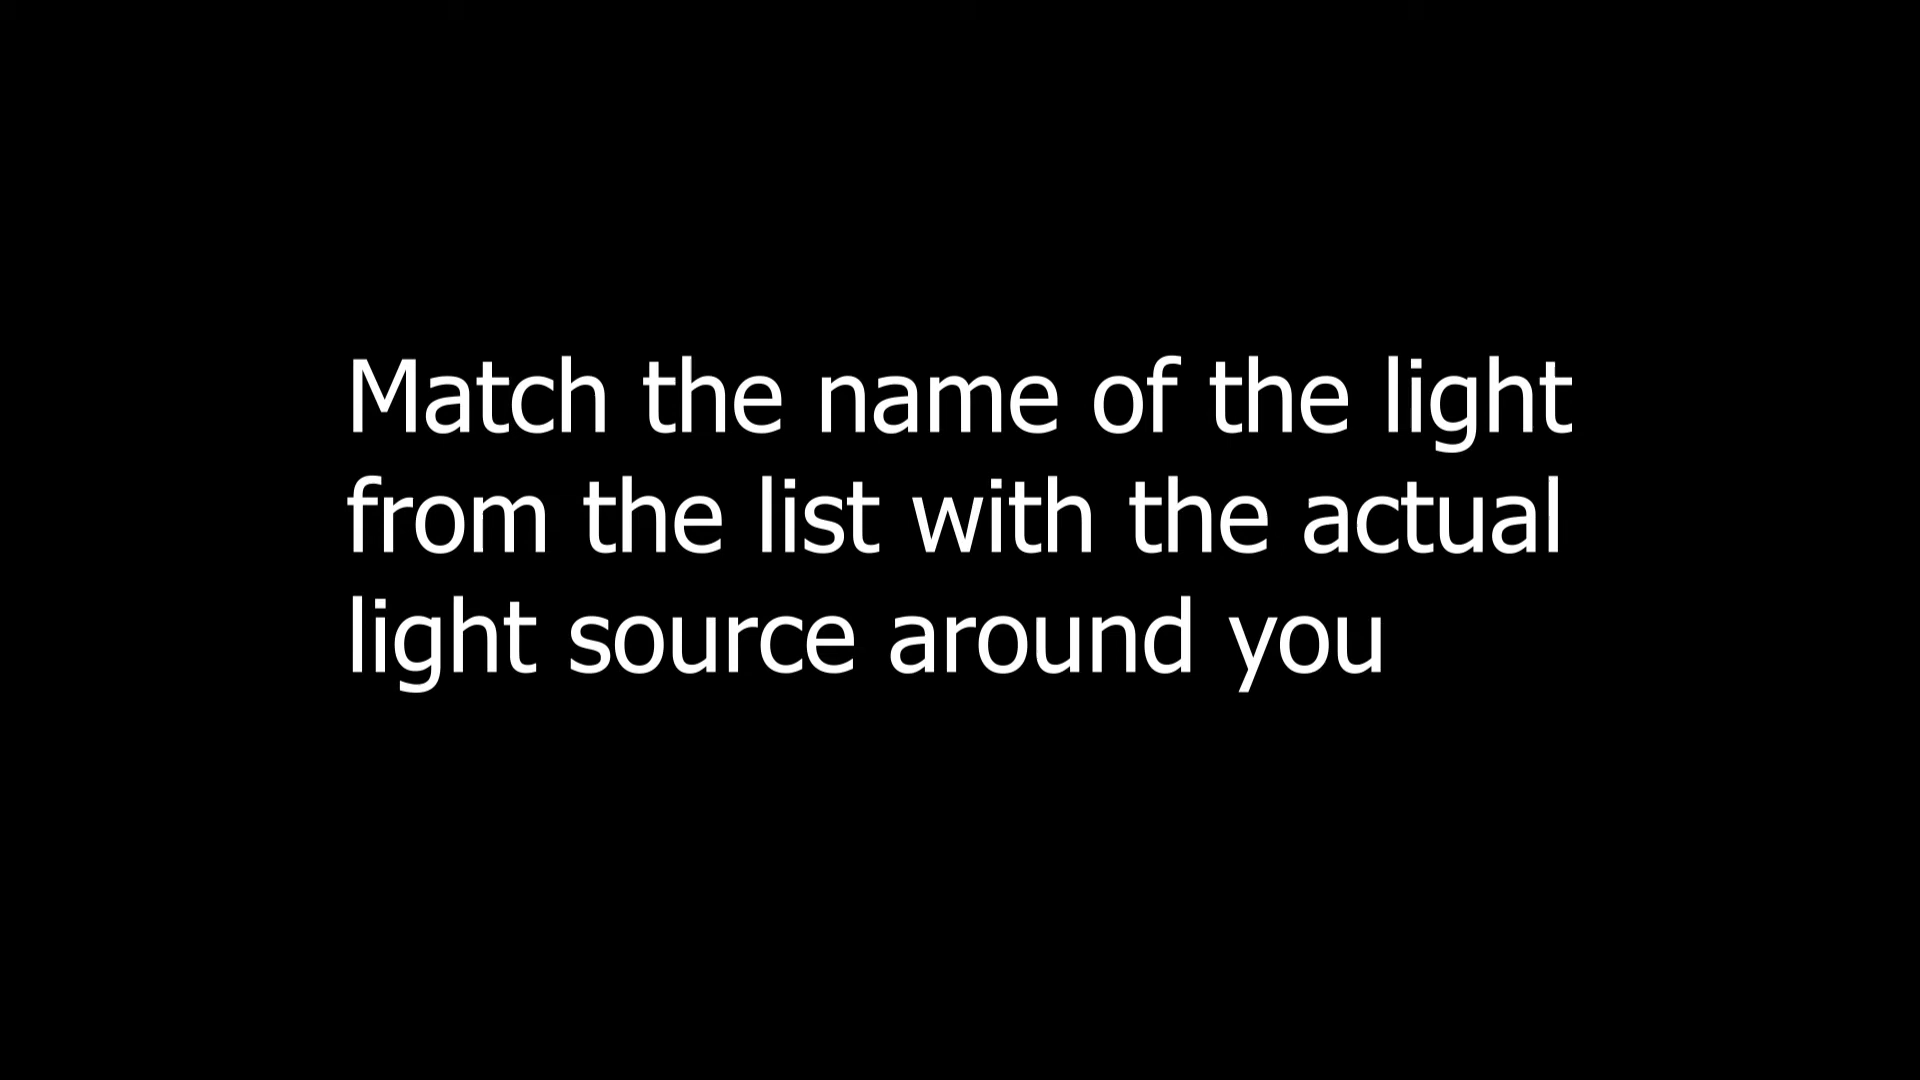 Match the name of the light
from the list with the actual
light source around you